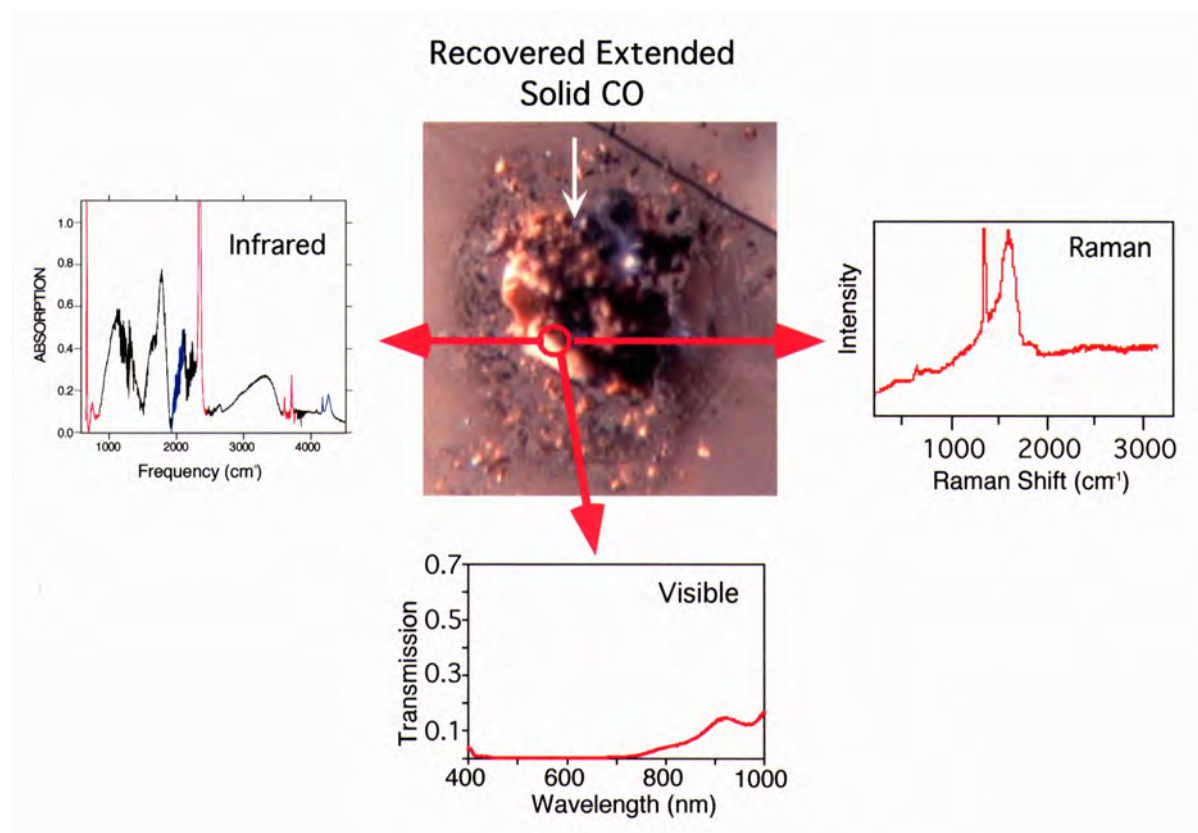 Recovered Extended
Solid CO
Infrared
ABSORPTION
1.0
0.8
0.6
0.4
0.2
0.0
1000 2000 3000 4000
Frequency (cm¹)
Raman
Intensity
1000 2000 3000
Raman Shift (cm⁻¹)
Visible
Transmission
0.7
0.5
0.3
0.1
400 600 800 1000
Wavelength (nm)